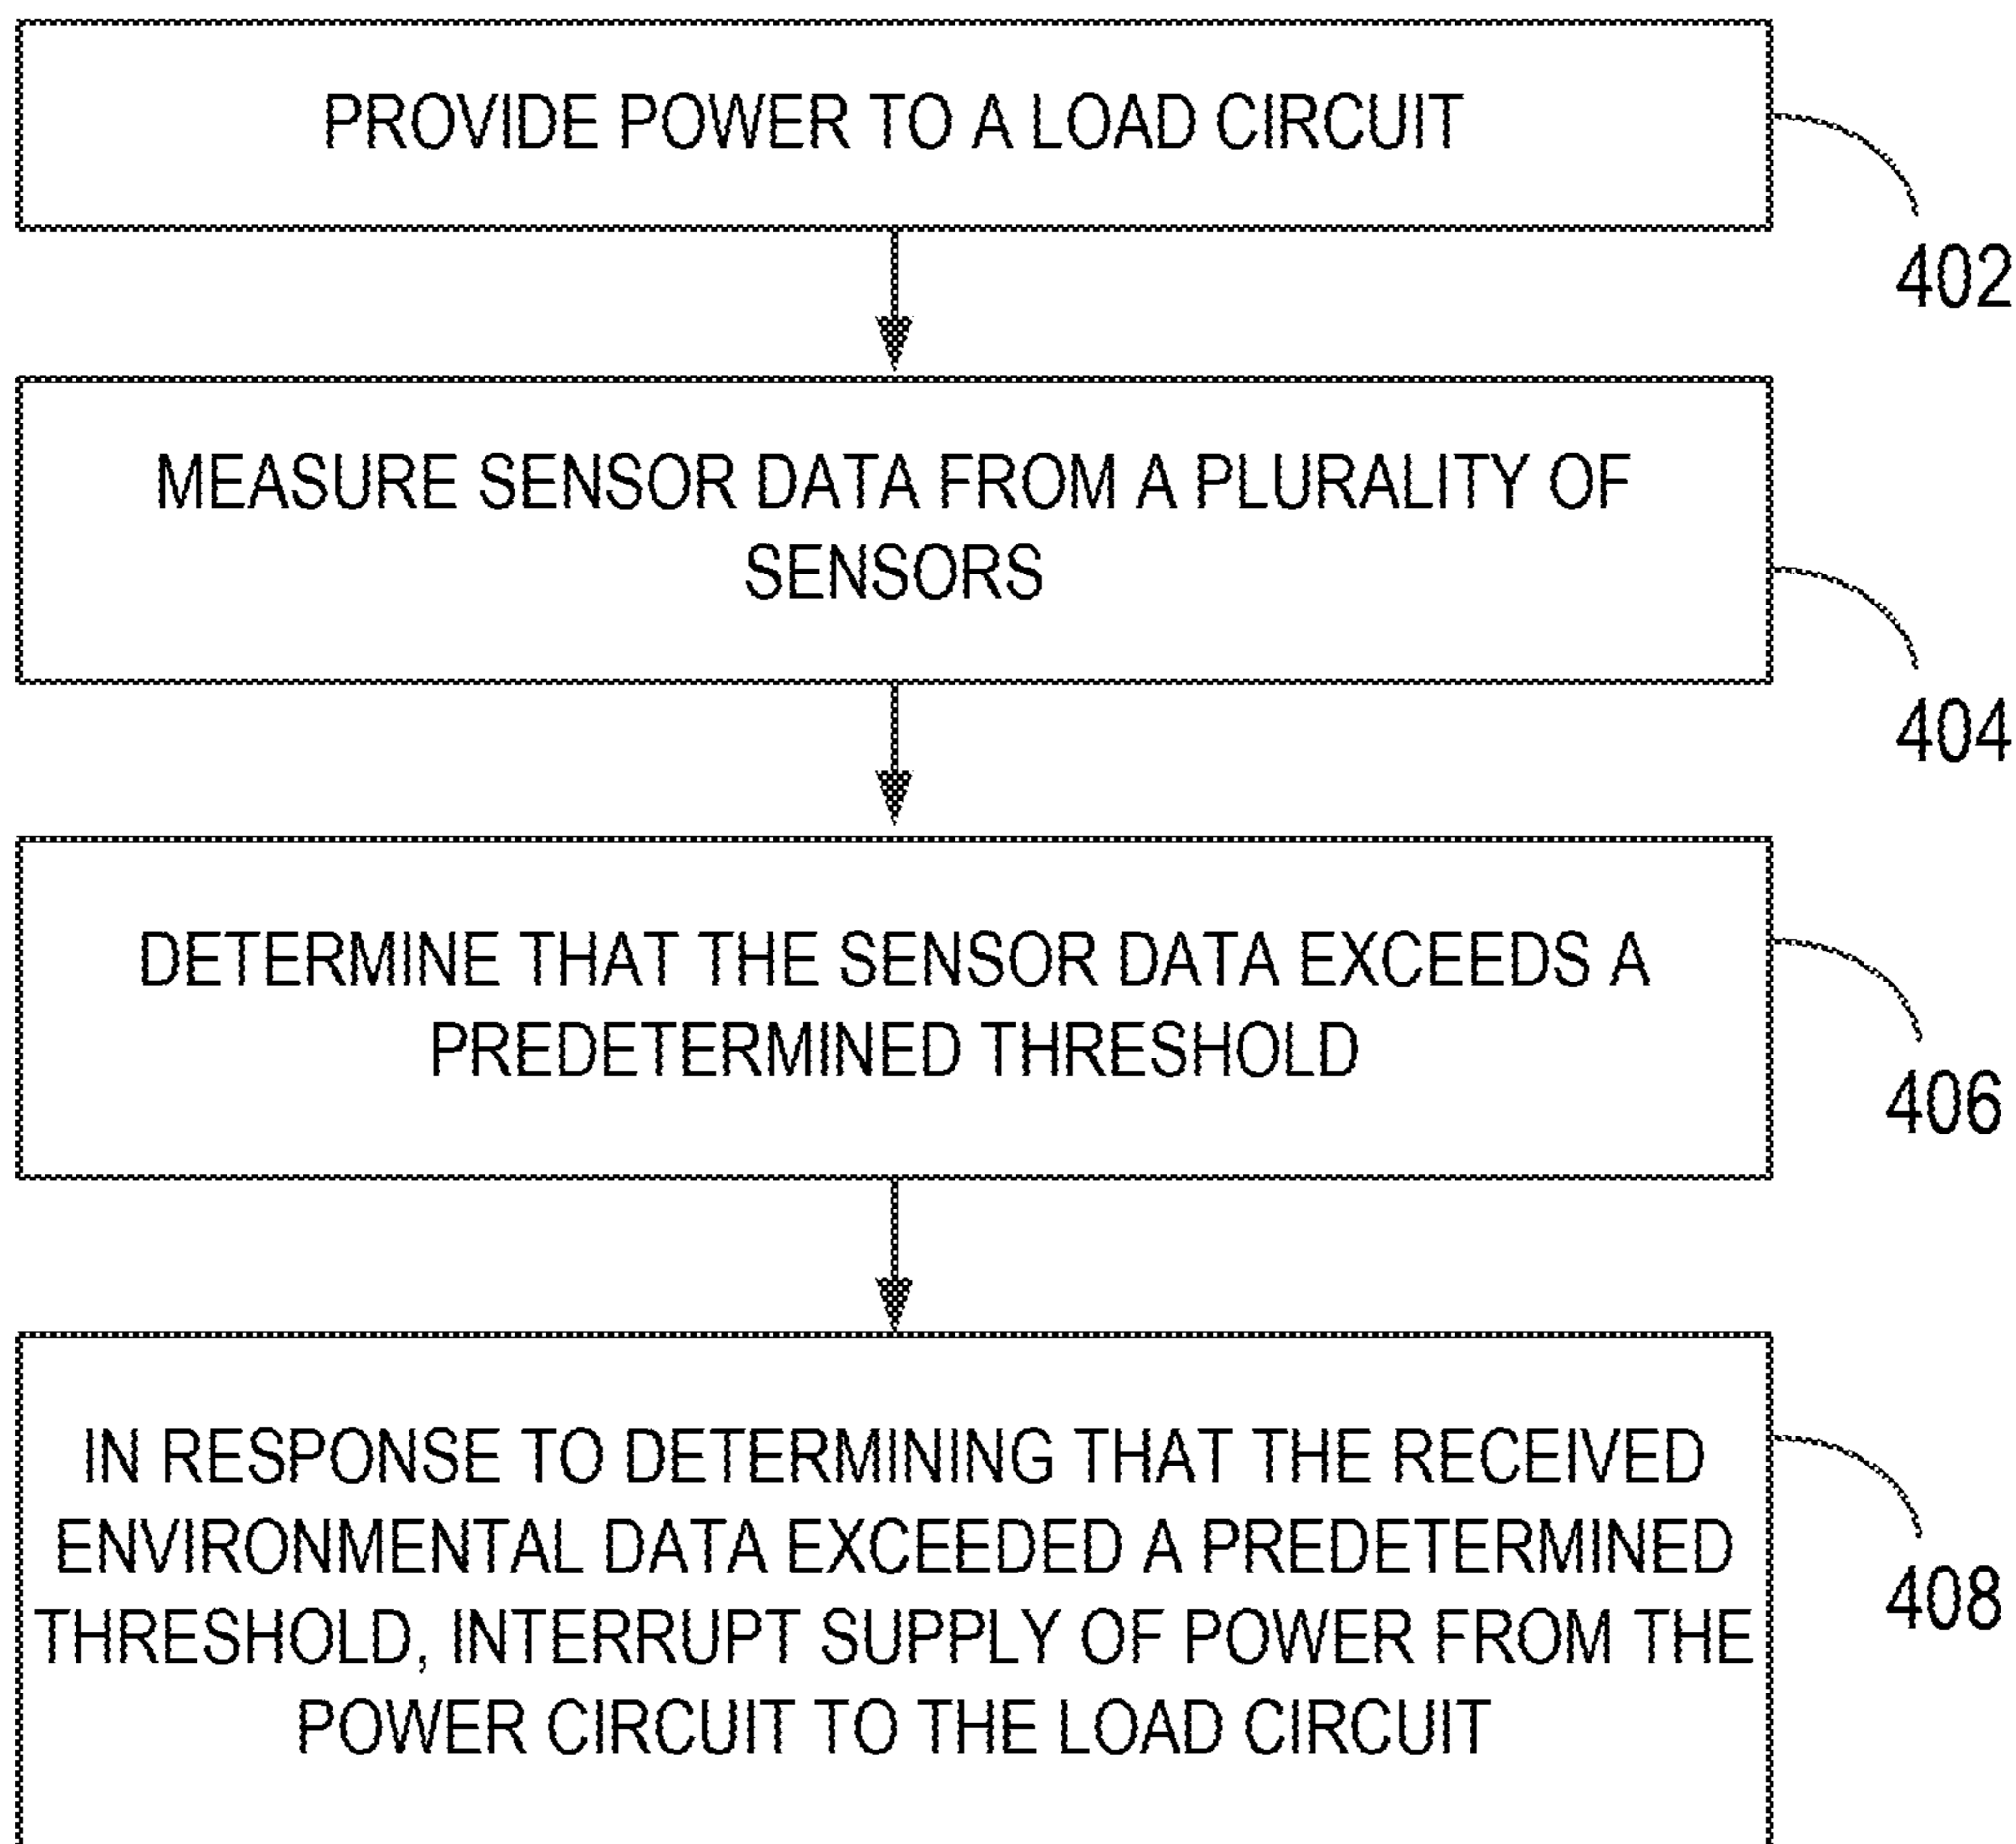 PROVIDE POWER TO A LOAD CIRCUIT
402
MEASURE SENSOR DATA FROM A PLURALITY OF
SENSORS
404
DETERMINE THAT THE SENSOR DATA EXCEEDS A
PREDETERMINED THRESHOLD
406
IN RESPONSE TO DETERMINING THAT THE RECEIVED
ENVIRONMENTAL DATA EXCEEDED A PREDETERMINED
THRESHOLD, INTERRUPT SUPPLY OF POWER FROM THE
POWER CIRCUIT TO THE LOAD CIRCUIT
408